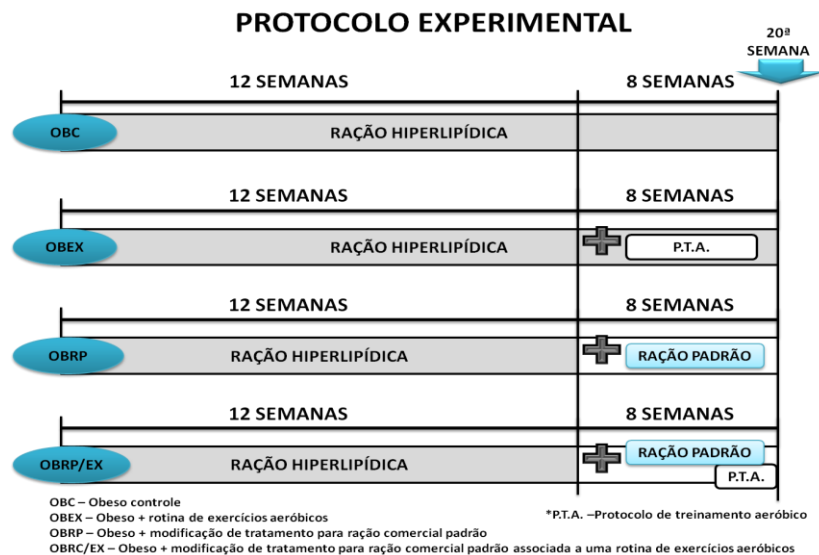 PROTOCOLO EXPERIMENTAL
20ª
SEMANA
12 SEMANAS
8 SEMANAS
OBC
RAÇÃO HIPERLIPÍDICA
12 SEMANAS
8 SEMANAS
OBEX
RAÇÃO HIPERLIPÍDICA
P.T.A.
12 SEMANAS
8 SEMANAS
OBRP
RAÇÃO HIPERLIPÍDICA
RAÇÃO PADRÃO
12 SEMANAS
8 SEMANAS
OBRP/EX
RAÇÃO HIPERLIPÍDICA
RAÇÃO PADRÃO
P.T.A.
OBC – Obeso controle
OBEX – Obeso + rotina de exercícios aeróbicos
*P.T.A. –Protocolo de treinamento aeróbico
OBRP – Obeso + modificação de tratamento para ração comercial padrão
OBRC/EX – Obeso + modificação de tratamento para ração comercial padrão associada a uma rotina de exercícios aeróbicos